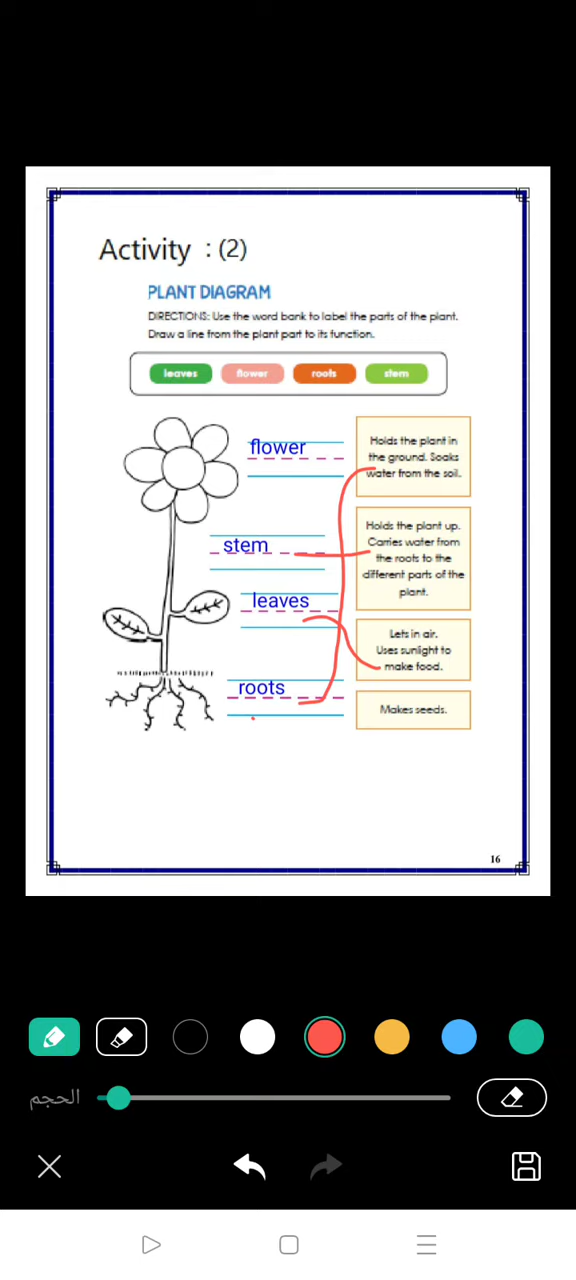 Activity : (2)
PLANT DIAGRAM
DIRECTIONS: Use the word bank to label the parts of the plant.
Draw a line from the plant part to its function.
leaves flower roots stem
flower
Holds the plant in
the ground. Soaks
water from the soil.
stem
Holds the plant up.
Carries water from
the roots to the
different parts of the
plant.
leaves
Lets in air.
Uses sunlight to
make food.
roots
Makes seeds.
16
الحجم